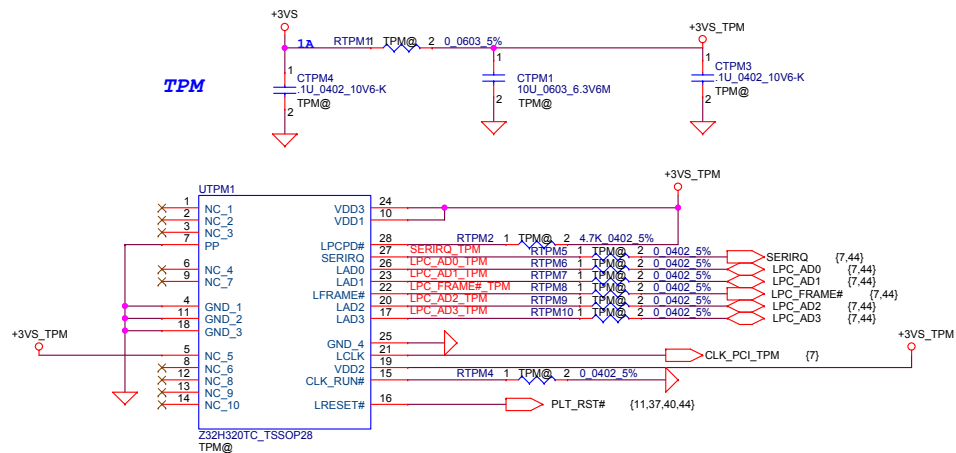 +3VS
+3VS_TPM
1A
RTPM11 TPM@ 2 0_0603_5%
TPM
1
CTPM4
.1U_0402_10V6-K
2
TPM@
1
CTPM1
10U_0603_6.3V6M
2
TPM@
1
CTPM3
.1U_0402_10V6-K
2
TPM@
+3VS_TPM
UTPM1
1 NC_1 VDD3 24
2 NC_2 VDD1 10
3 NC_3
7 PP LPCPD# 28 RTPM2 1 TPM@ 2 4.7K_0402_5%
SERIRQ 27 SERIRQ_TPM RTPM5 1 TPM@ 2 0_0402_5% SERIRQ {7,44}
6 NC_4 LAD0 26 LPC_AD0_TPM RTPM6 1 TPM@ 2 0_0402_5% LPC_AD0 {7,44}
9 NC_7 LAD1 23 LPC_AD1_TPM RTPM7 1 TPM@ 2 0_0402_5% LPC_AD1 {7,44}
LFRAME# 22 LPC_FRAME#_TPM RTPM8 1 TPM@ 2 0_0402_5% LPC_FRAME# {7,44}
4 GND_1 LAD2 20 LPC_AD2_TPM RTPM9 1 TPM@ 2 0_0402_5% LPC_AD2 {7,44}
11 GND_2 LAD3 17 LPC_AD3_TPM RTPM10 1 TPM@ 2 0_0402_5% LPC_AD3 {7,44}
18 GND_3
+3VS_TPM
GND_4 25
+3VS_TPM
5 NC_5 LCLK 21 CLK_PCI_TPM {7}
8 NC_6 VDD2 19
12 NC_8 CLK_RUN# 15 RTPM4 1 TPM@ 2 0_0402_5%
13 NC_9
14 NC_10 LRESET# 16 PLT_RST# {11,37,40,44}
Z32H320TC_TSSOP28
TPM@